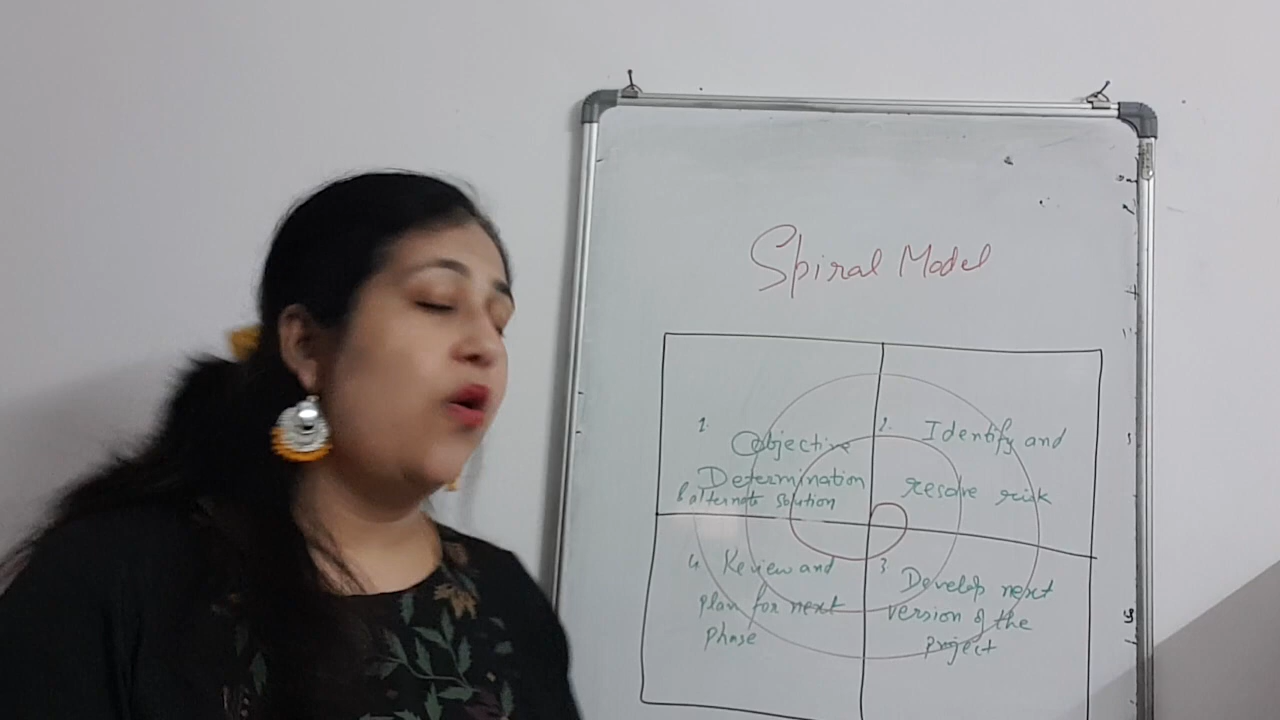 Spiral Model
1. Objective
Determination
& alternate solution
2. Identify and
resolve risk
3 Develop next
version of the
project
4 Review and
plan for next
phase